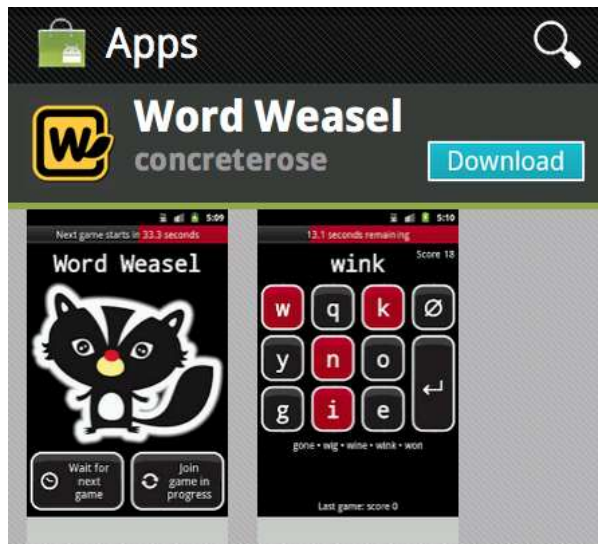 Apps
Word Weasel
concreterose
Download
5:09
Next game starts in 33.3 seconds
Word Weasel
Wait for
next
game
Join
game in
progress
5:10
13.1 seconds remaining
Score 18
wink
w q k Ø
y n o
g i e
gone • wig • wine • wink • won
Last game: score 0